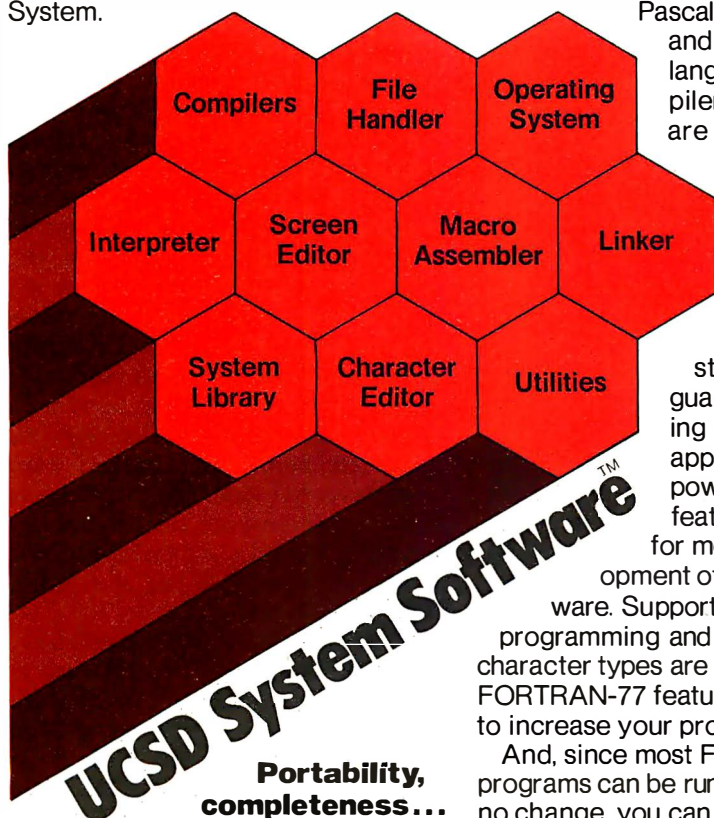 System.
Compilers
File
Handler
Operating
System
Interpreter
Screen
Editor
Macro
Assembler
Linker
System
Library
Character
Editor
Utilities
UCSD System Software™
Portability,
completeness...
Pascal
and
lang
piler
are
st
gua
ing
app
pow
feat
for m
opment of
ware. Support
programming and
character types are
FORTRAN-77 featu
to increase your pro
And, since most F
programs can be run
no change, you can